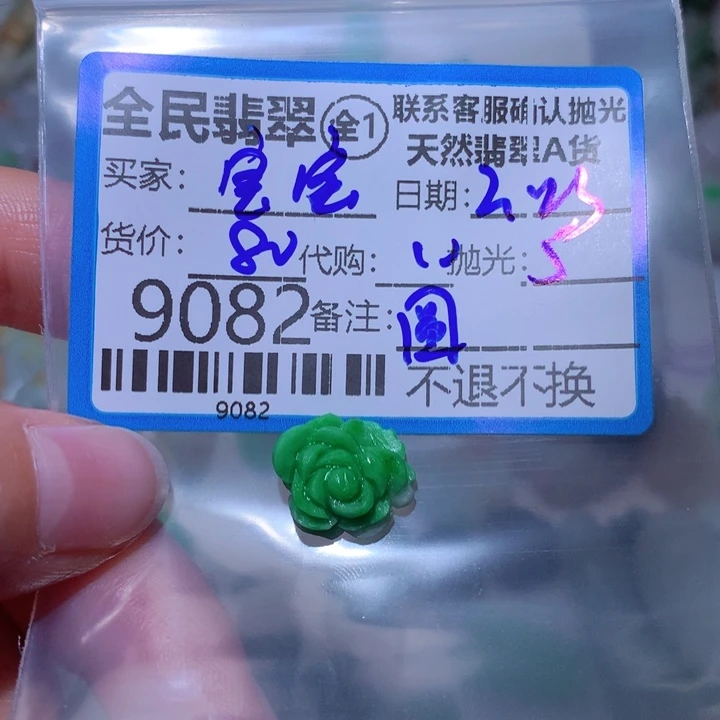 全民翡翠 全1 联系客服确认抛光
天然翡翠A货
买家: 宝宝 日期:
货价: 80 代购: 抛光: 5
9082 备注: 圆
9082 不退不换